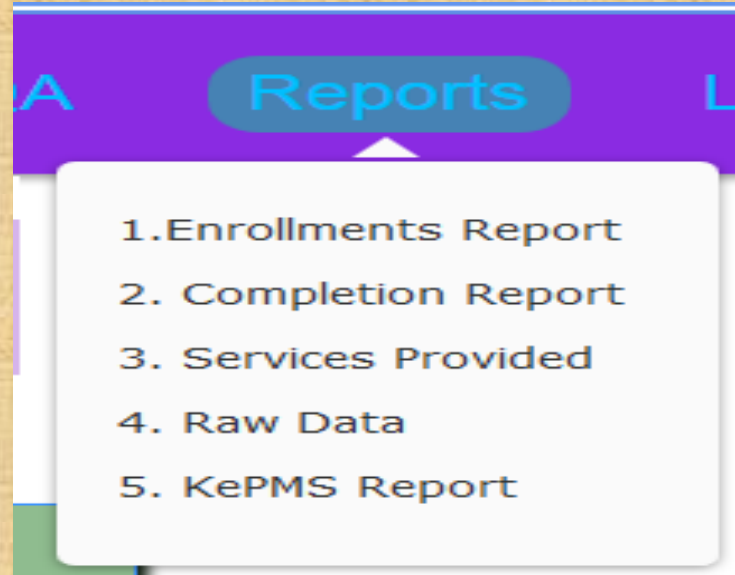 A Reports L
1.Enrollments Report
2. Completion Report
3. Services Provided
4. Raw Data
5. KePMS Report